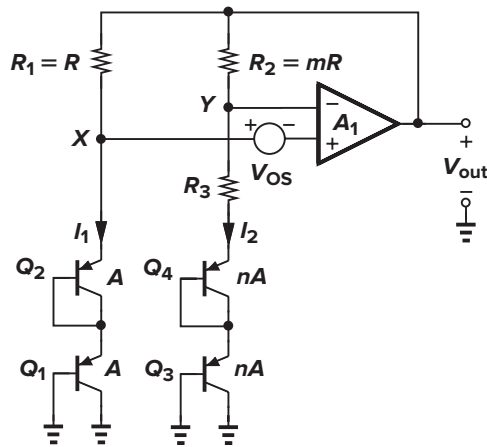 R1 = R
R2 = mR
Y
X
+ −
VOS
−
+
A1
+
Vout
−
R3
I1
I2
Q2
A
Q4
nA
Q1
A
Q3
nA